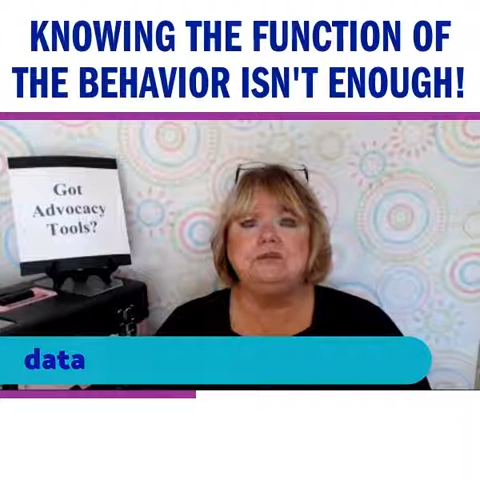 KNOWING THE FUNCTION OF
THE BEHAVIOR ISN'T ENOUGH!
Got
Advocacy
Tools?
data